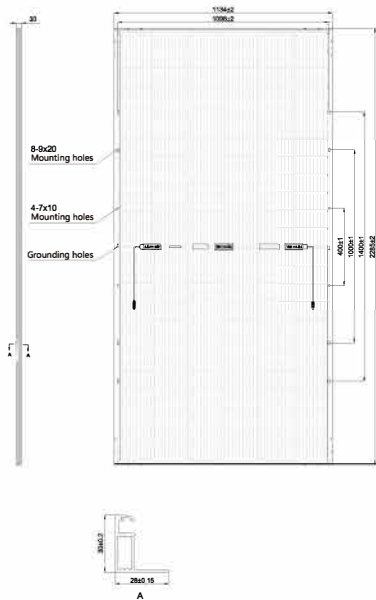 1134±2
1098±2
30
8-9x20
Mounting holes
4-7x10
Mounting holes
Grounding holes
400±1
1000±1
1400±1
2285±2
A
A
30±0.2
28±0.15
A